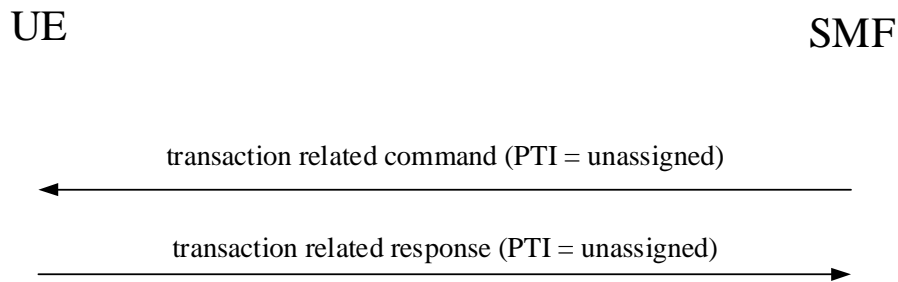 UE
SMF
transaction related command (PTI = unassigned)
transaction related response (PTI = unassigned)